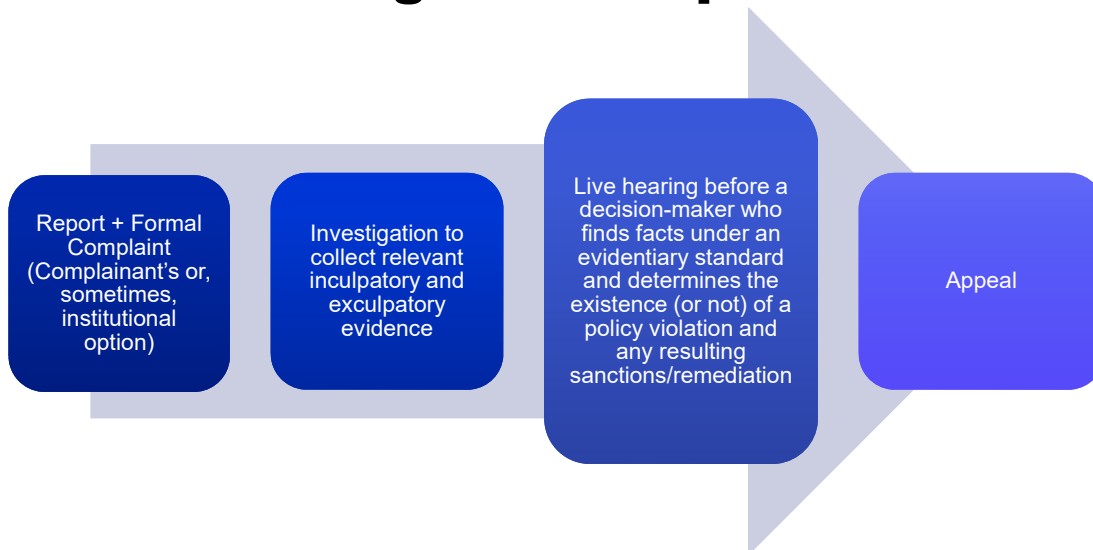 Report + Formal
Complaint
(Complainant's or,
sometimes,
institutional
option)
Investigation to
collect relevant
inculpatory and
exculpatory
evidence
Live hearing before a
decision-maker who
finds facts under an
evidentiary standard
and determines the
existence (or not) of a
policy violation and
any resulting
sanctions/remediation
Appeal